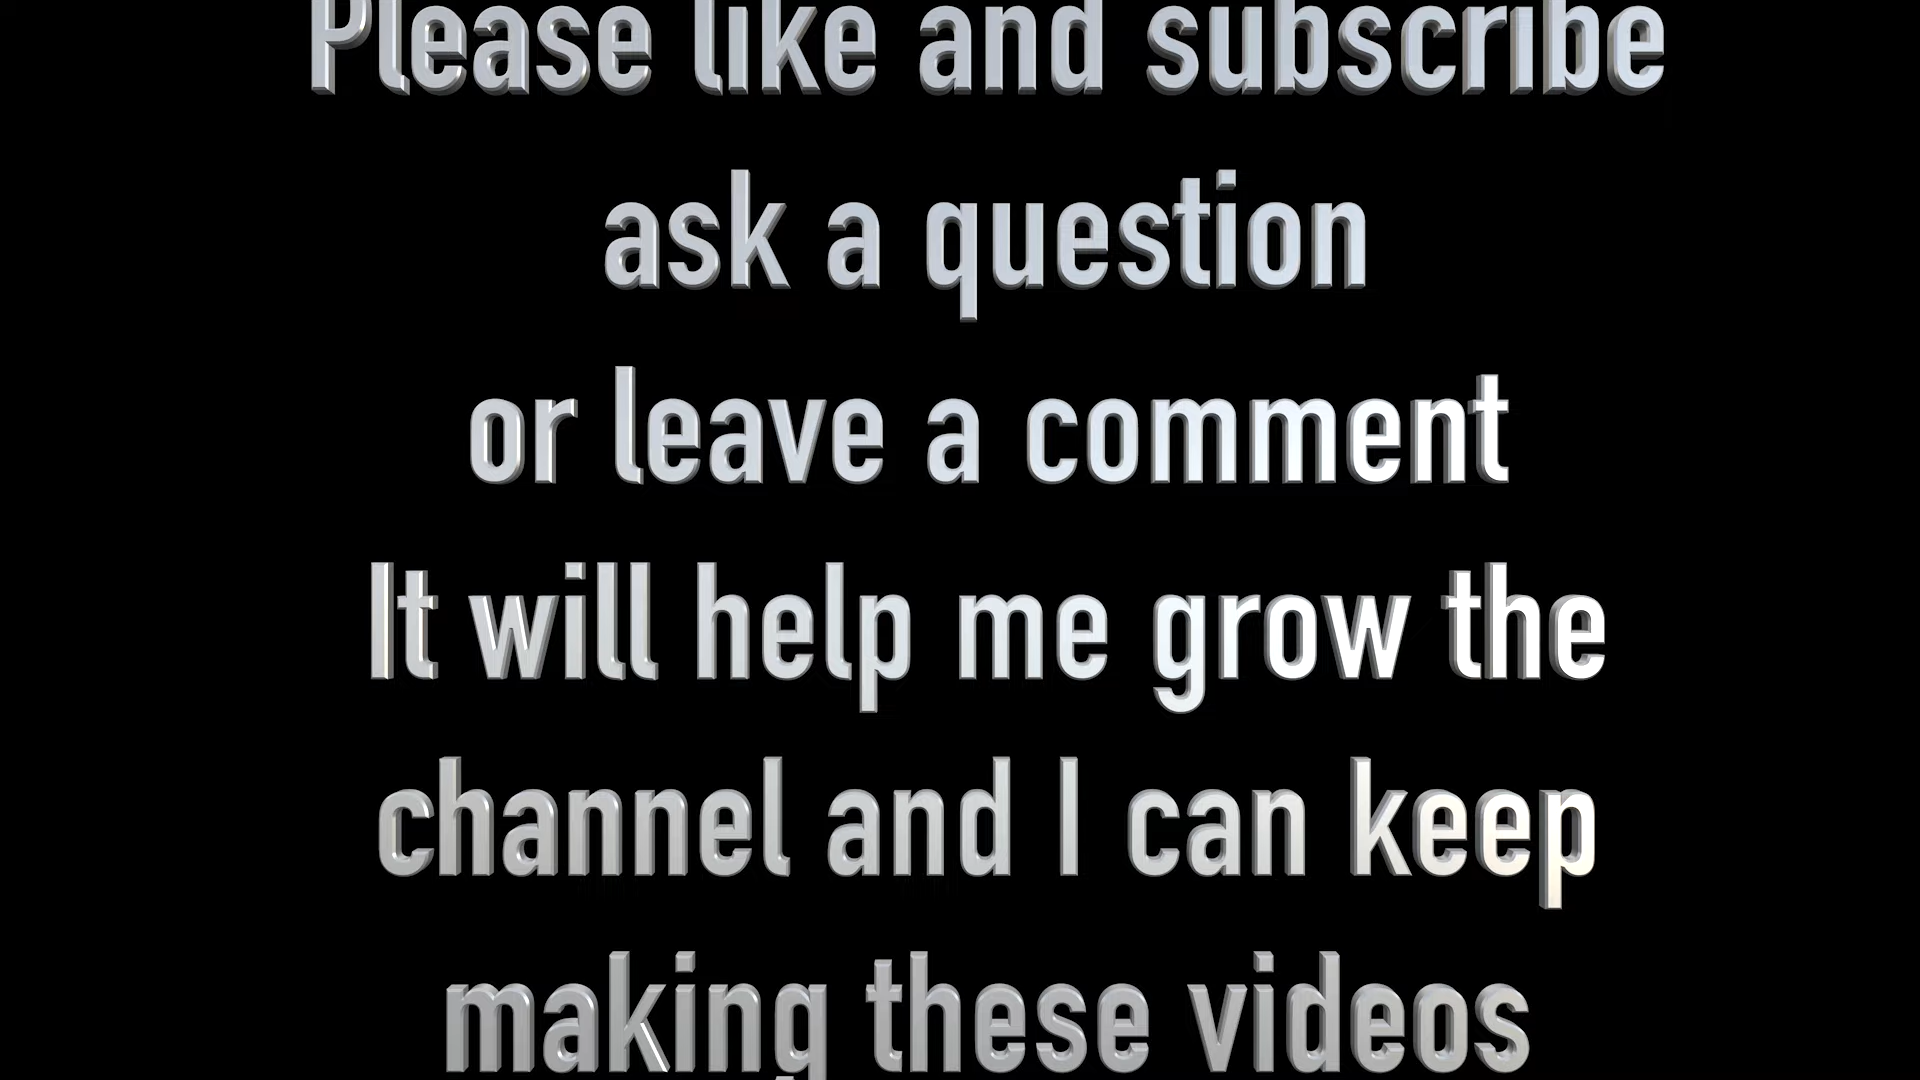 Please like and subscribe
ask a question
or leave a comment
It will help me grow the
channel and I can keep
making these videos